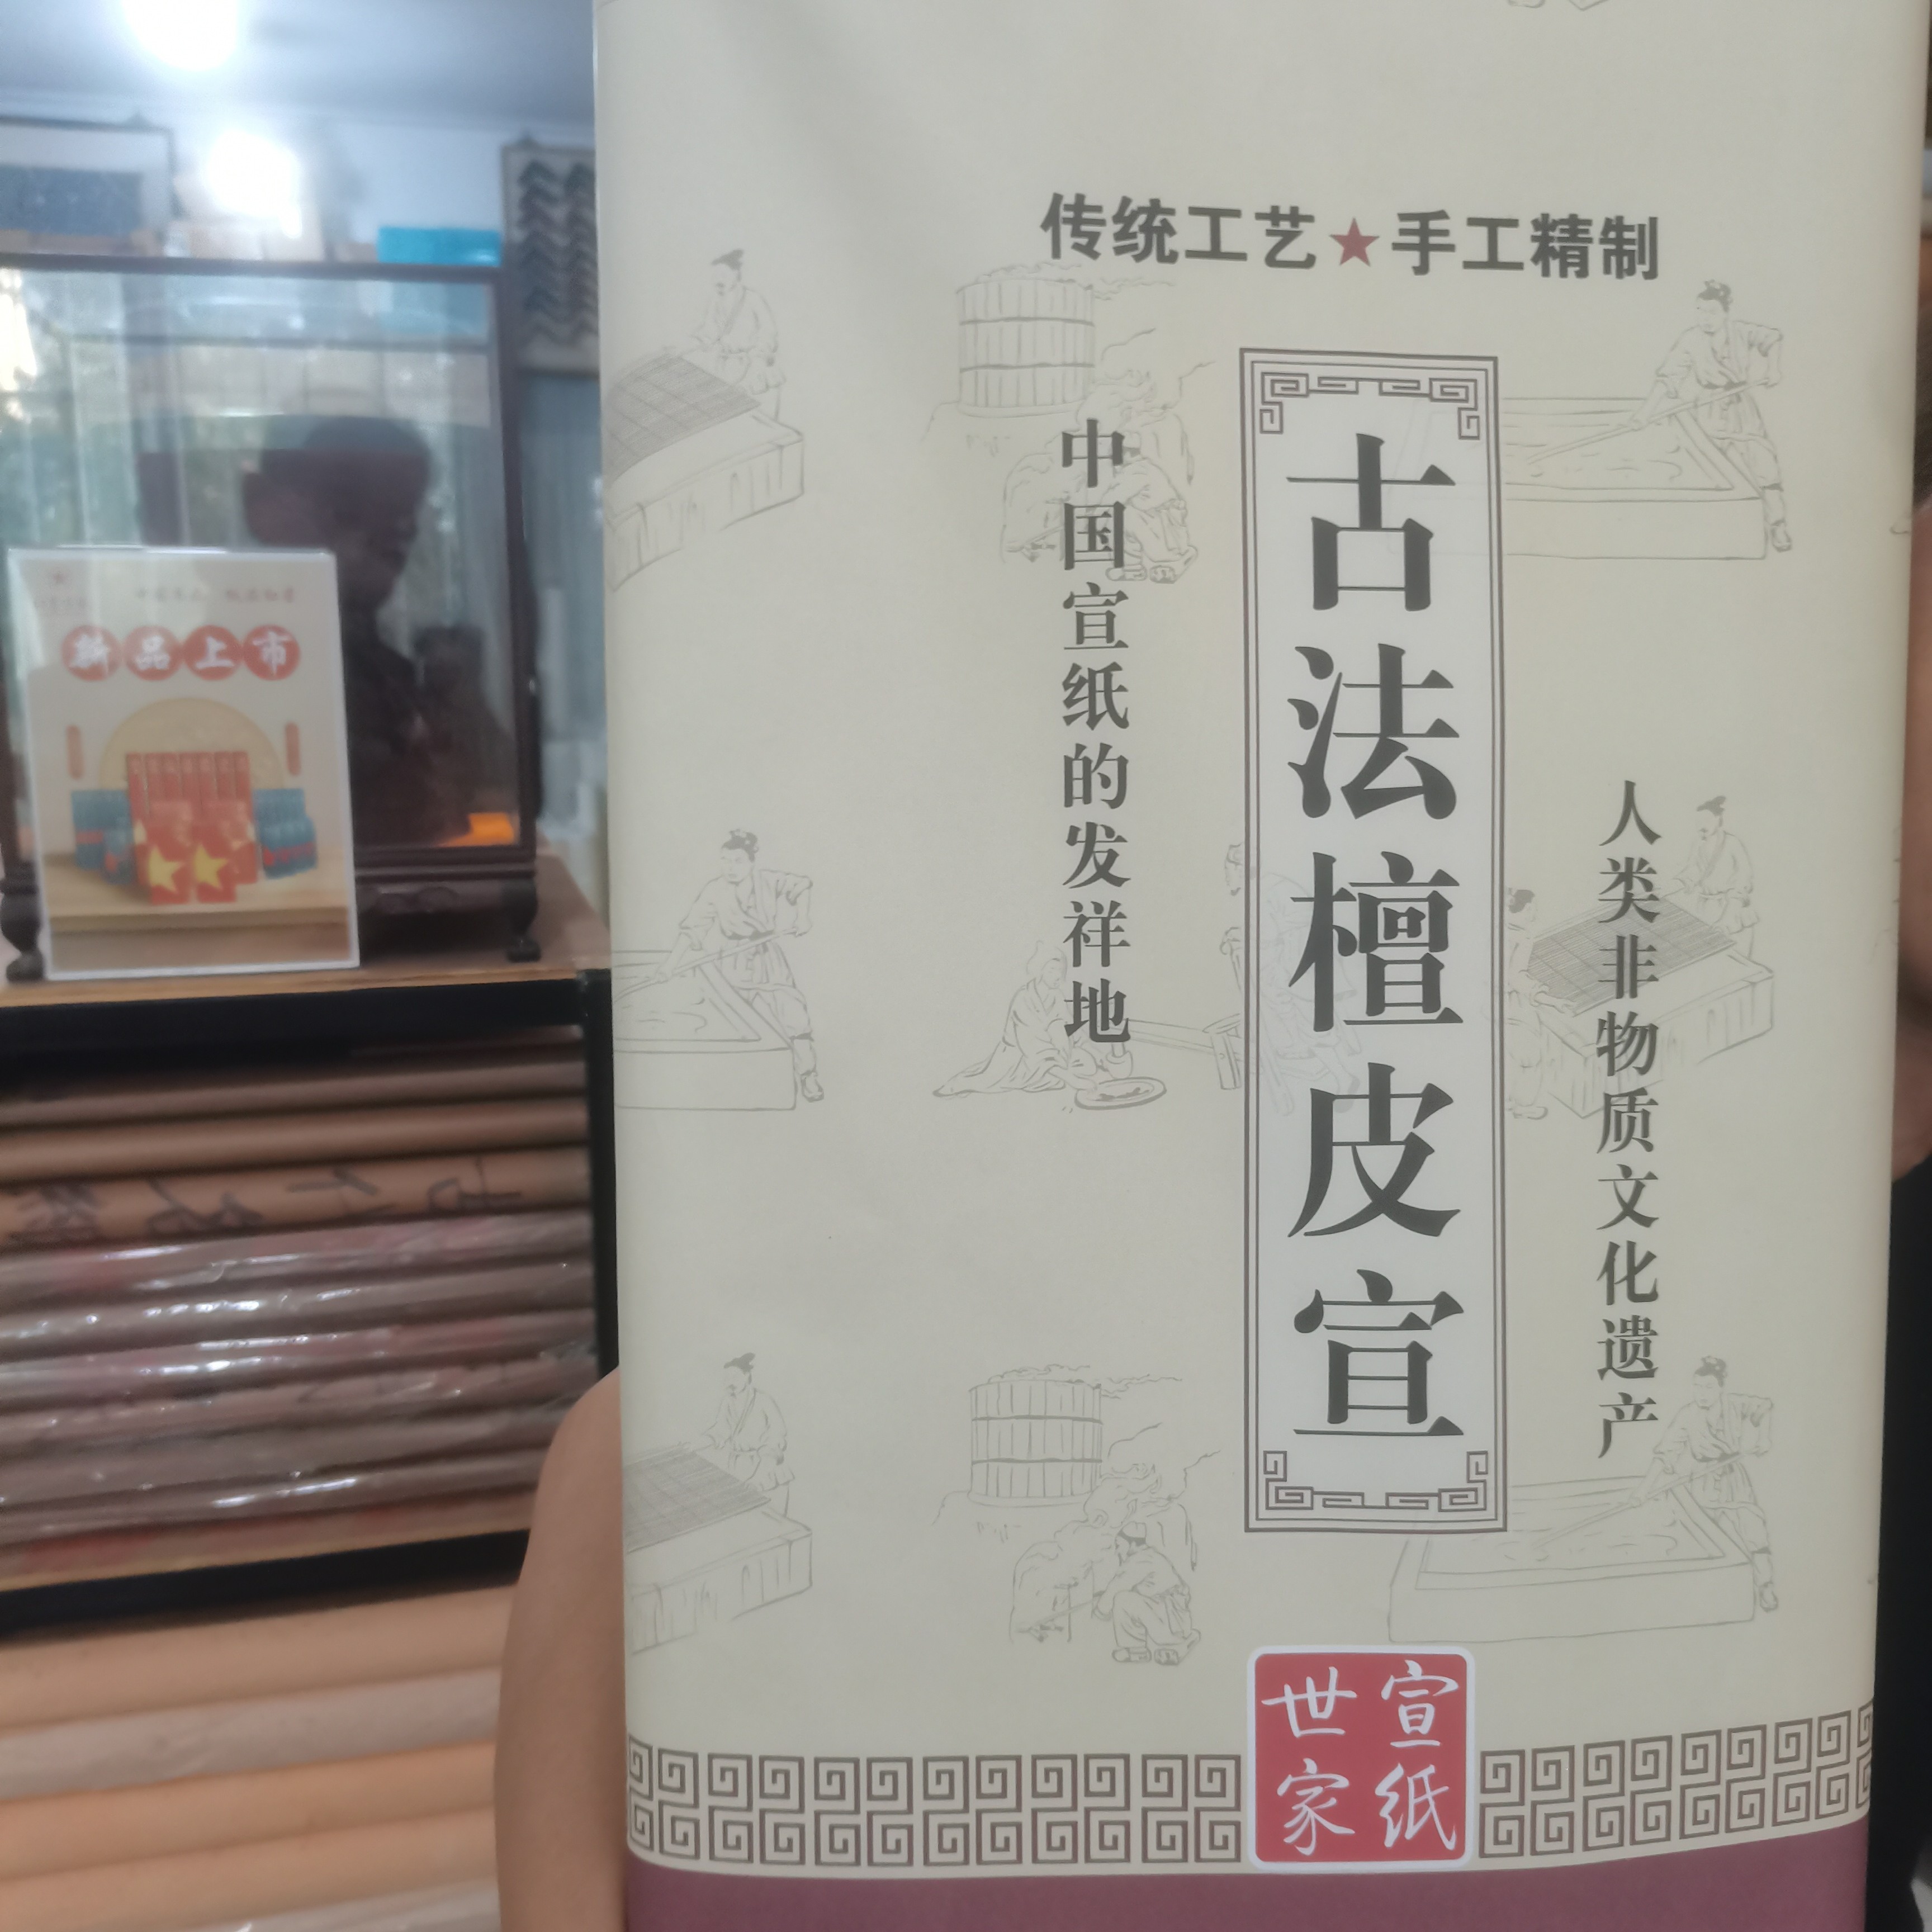 传统工艺★手工精制
古法檀皮宣
中国宣纸的发祥地
人类非物质文化遗产
宣纸
世家
新品上市